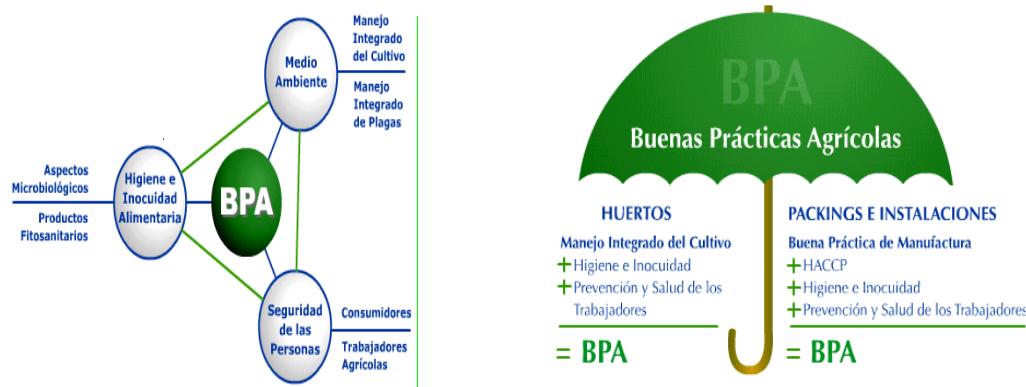 Manejo
Integrado
del Cultivo
Medio
Ambiente
Manejo
Integrado
de Plagas
Aspectos
Microbiológicos
Higiene e
Inocuidad
Alimentaria
Productos
Fitosanitarios
BPA
Seguridad
de las
Personas
Consumidores
Trabajadores
Agrícolas
BPA
Buenas Prácticas Agrícolas
HUERTOS
Manejo Integrado del Cultivo
+Higiene e Inocuidad
+Prevención y Salud de los
Trabajadores
= BPA
PACKINGS E INSTALACIONES
Buena Práctica de Manufactura
+HACCP
+Higiene e Inocuidad
+Prevención y Salud de los Trabajadores
= BPA